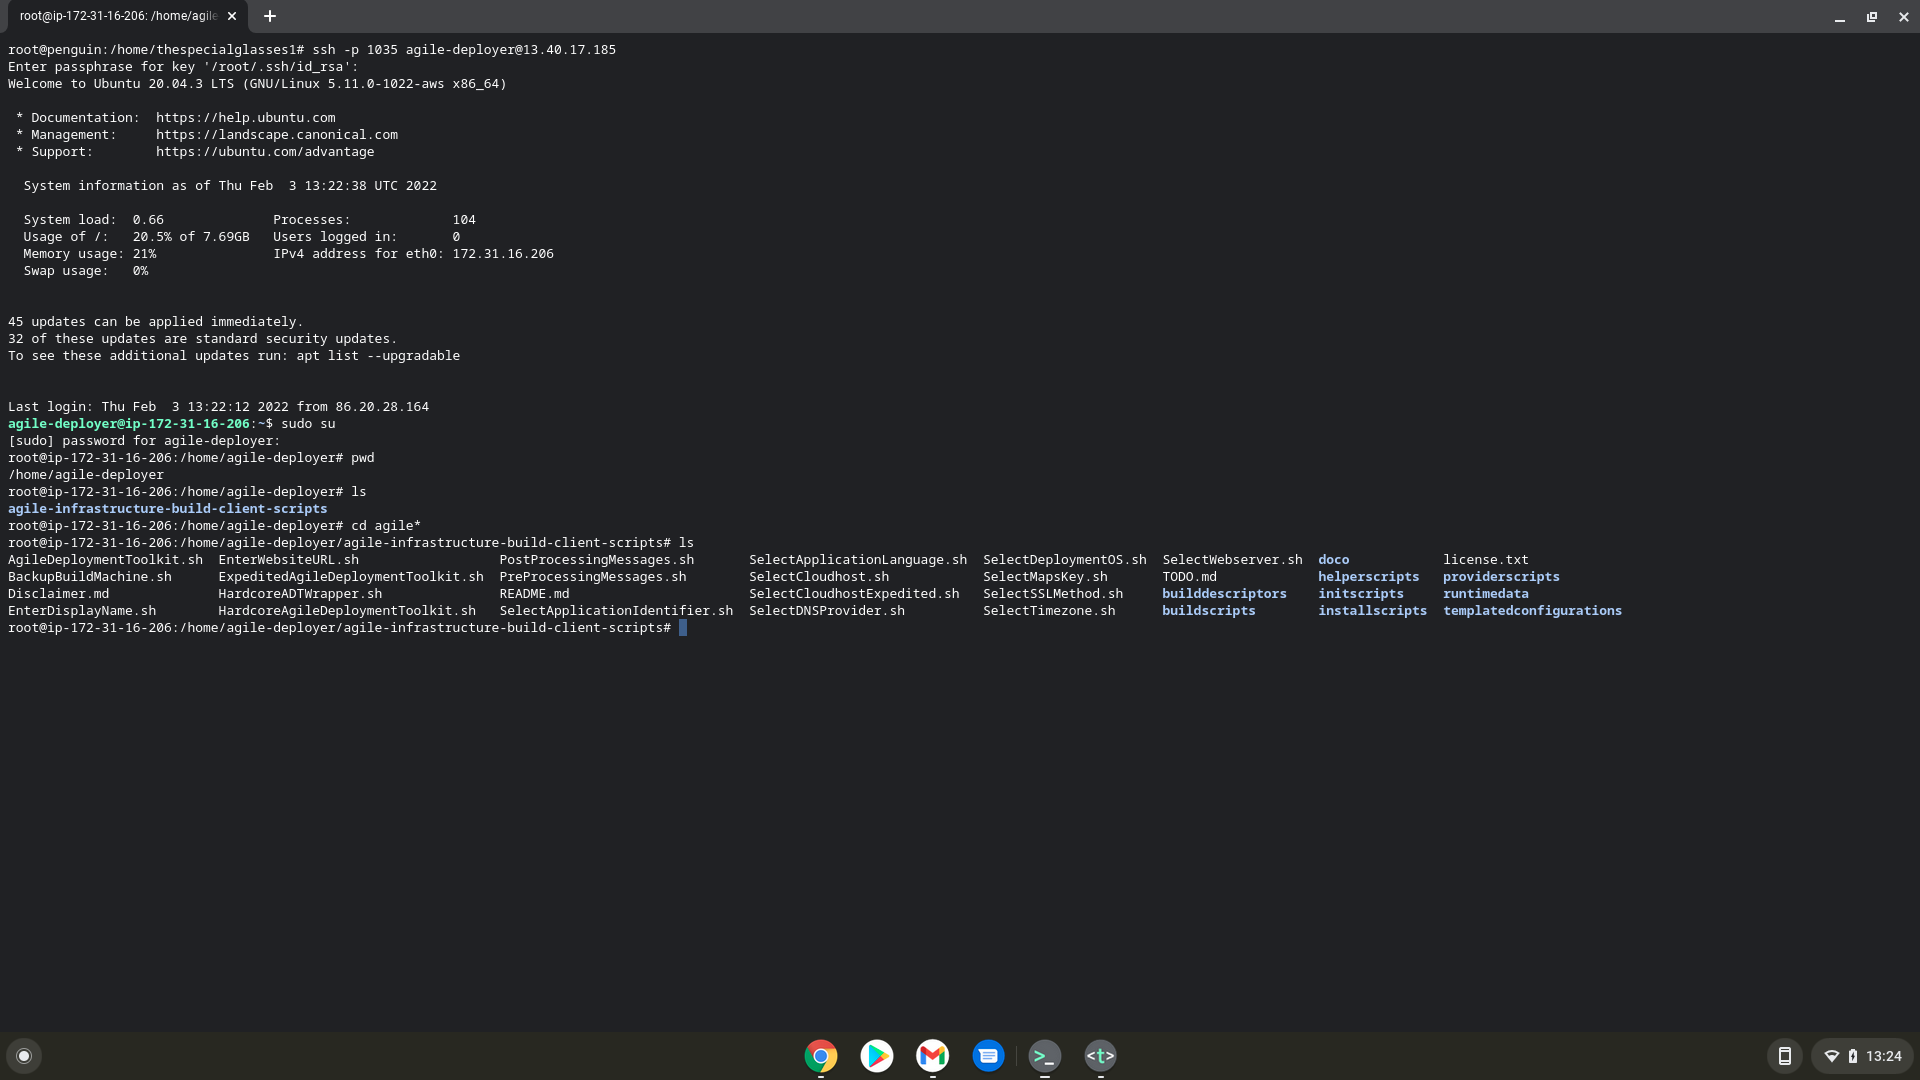 root@ip-172-31-16-206: /home/agile
root@penguin:/home/thespecialglasses1# ssh -p 1035 agile-deployer@13.40.17.185
Enter passphrase for key '/root/.ssh/id_rsa':
Welcome to Ubuntu 20.04.3 LTS (GNU/Linux 5.11.0-1022-aws x86_64)
* Documentation:  https://help.ubuntu.com
* Management:     https://landscape.canonical.com
* Support:        https://ubuntu.com/advantage
System information as of Thu Feb  3 13:22:38 UTC 2022
System load:  0.66              Processes:             104
Usage of /:   20.5% of 7.69GB   Users logged in:       0
Memory usage: 21%               IPv4 address for eth0: 172.31.16.206
Swap usage:   0%
45 updates can be applied immediately.
32 of these updates are standard security updates.
To see these additional updates run: apt list --upgradable
Last login: Thu Feb  3 13:22:12 2022 from 86.20.28.164
agile-deployer@ip-172-31-16-206:~$ sudo su
[sudo] password for agile-deployer:
root@ip-172-31-16-206:/home/agile-deployer# pwd
/home/agile-deployer
root@ip-172-31-16-206:/home/agile-deployer# ls
agile-infrastructure-build-client-scripts
root@ip-172-31-16-206:/home/agile-deployer# cd agile*
root@ip-172-31-16-206:/home/agile-deployer/agile-infrastructure-build-client-scripts# ls
AgileDeploymentToolkit.sh  EnterWebsiteURL.sh                  PostProcessingMessages.sh       SelectApplicationLanguage.sh  SelectDeploymentOS.sh  SelectWebserver.sh  doco            license.txt
BackupBuildMachine.sh      ExpeditedAgileDeploymentToolkit.sh  PreProcessingMessages.sh        SelectCloudhost.sh            SelectMapsKey.sh       TODO.md             helperscripts   providerscripts
Disclaimer.md              HardcoreADTWrapper.sh               README.md                       SelectCloudhostExpedited.sh   SelectSSLMethod.sh     builddescriptors    initscripts     runtimedata
EnterDisplayName.sh        HardcoreAgileDeploymentToolkit.sh   SelectApplicationIdentifier.sh  SelectDNSProvider.sh          SelectTimezone.sh      buildscripts        installscripts  templatedconfigurations
root@ip-172-31-16-206:/home/agile-deployer/agile-infrastructure-build-client-scripts#
>_ <t> 13:24